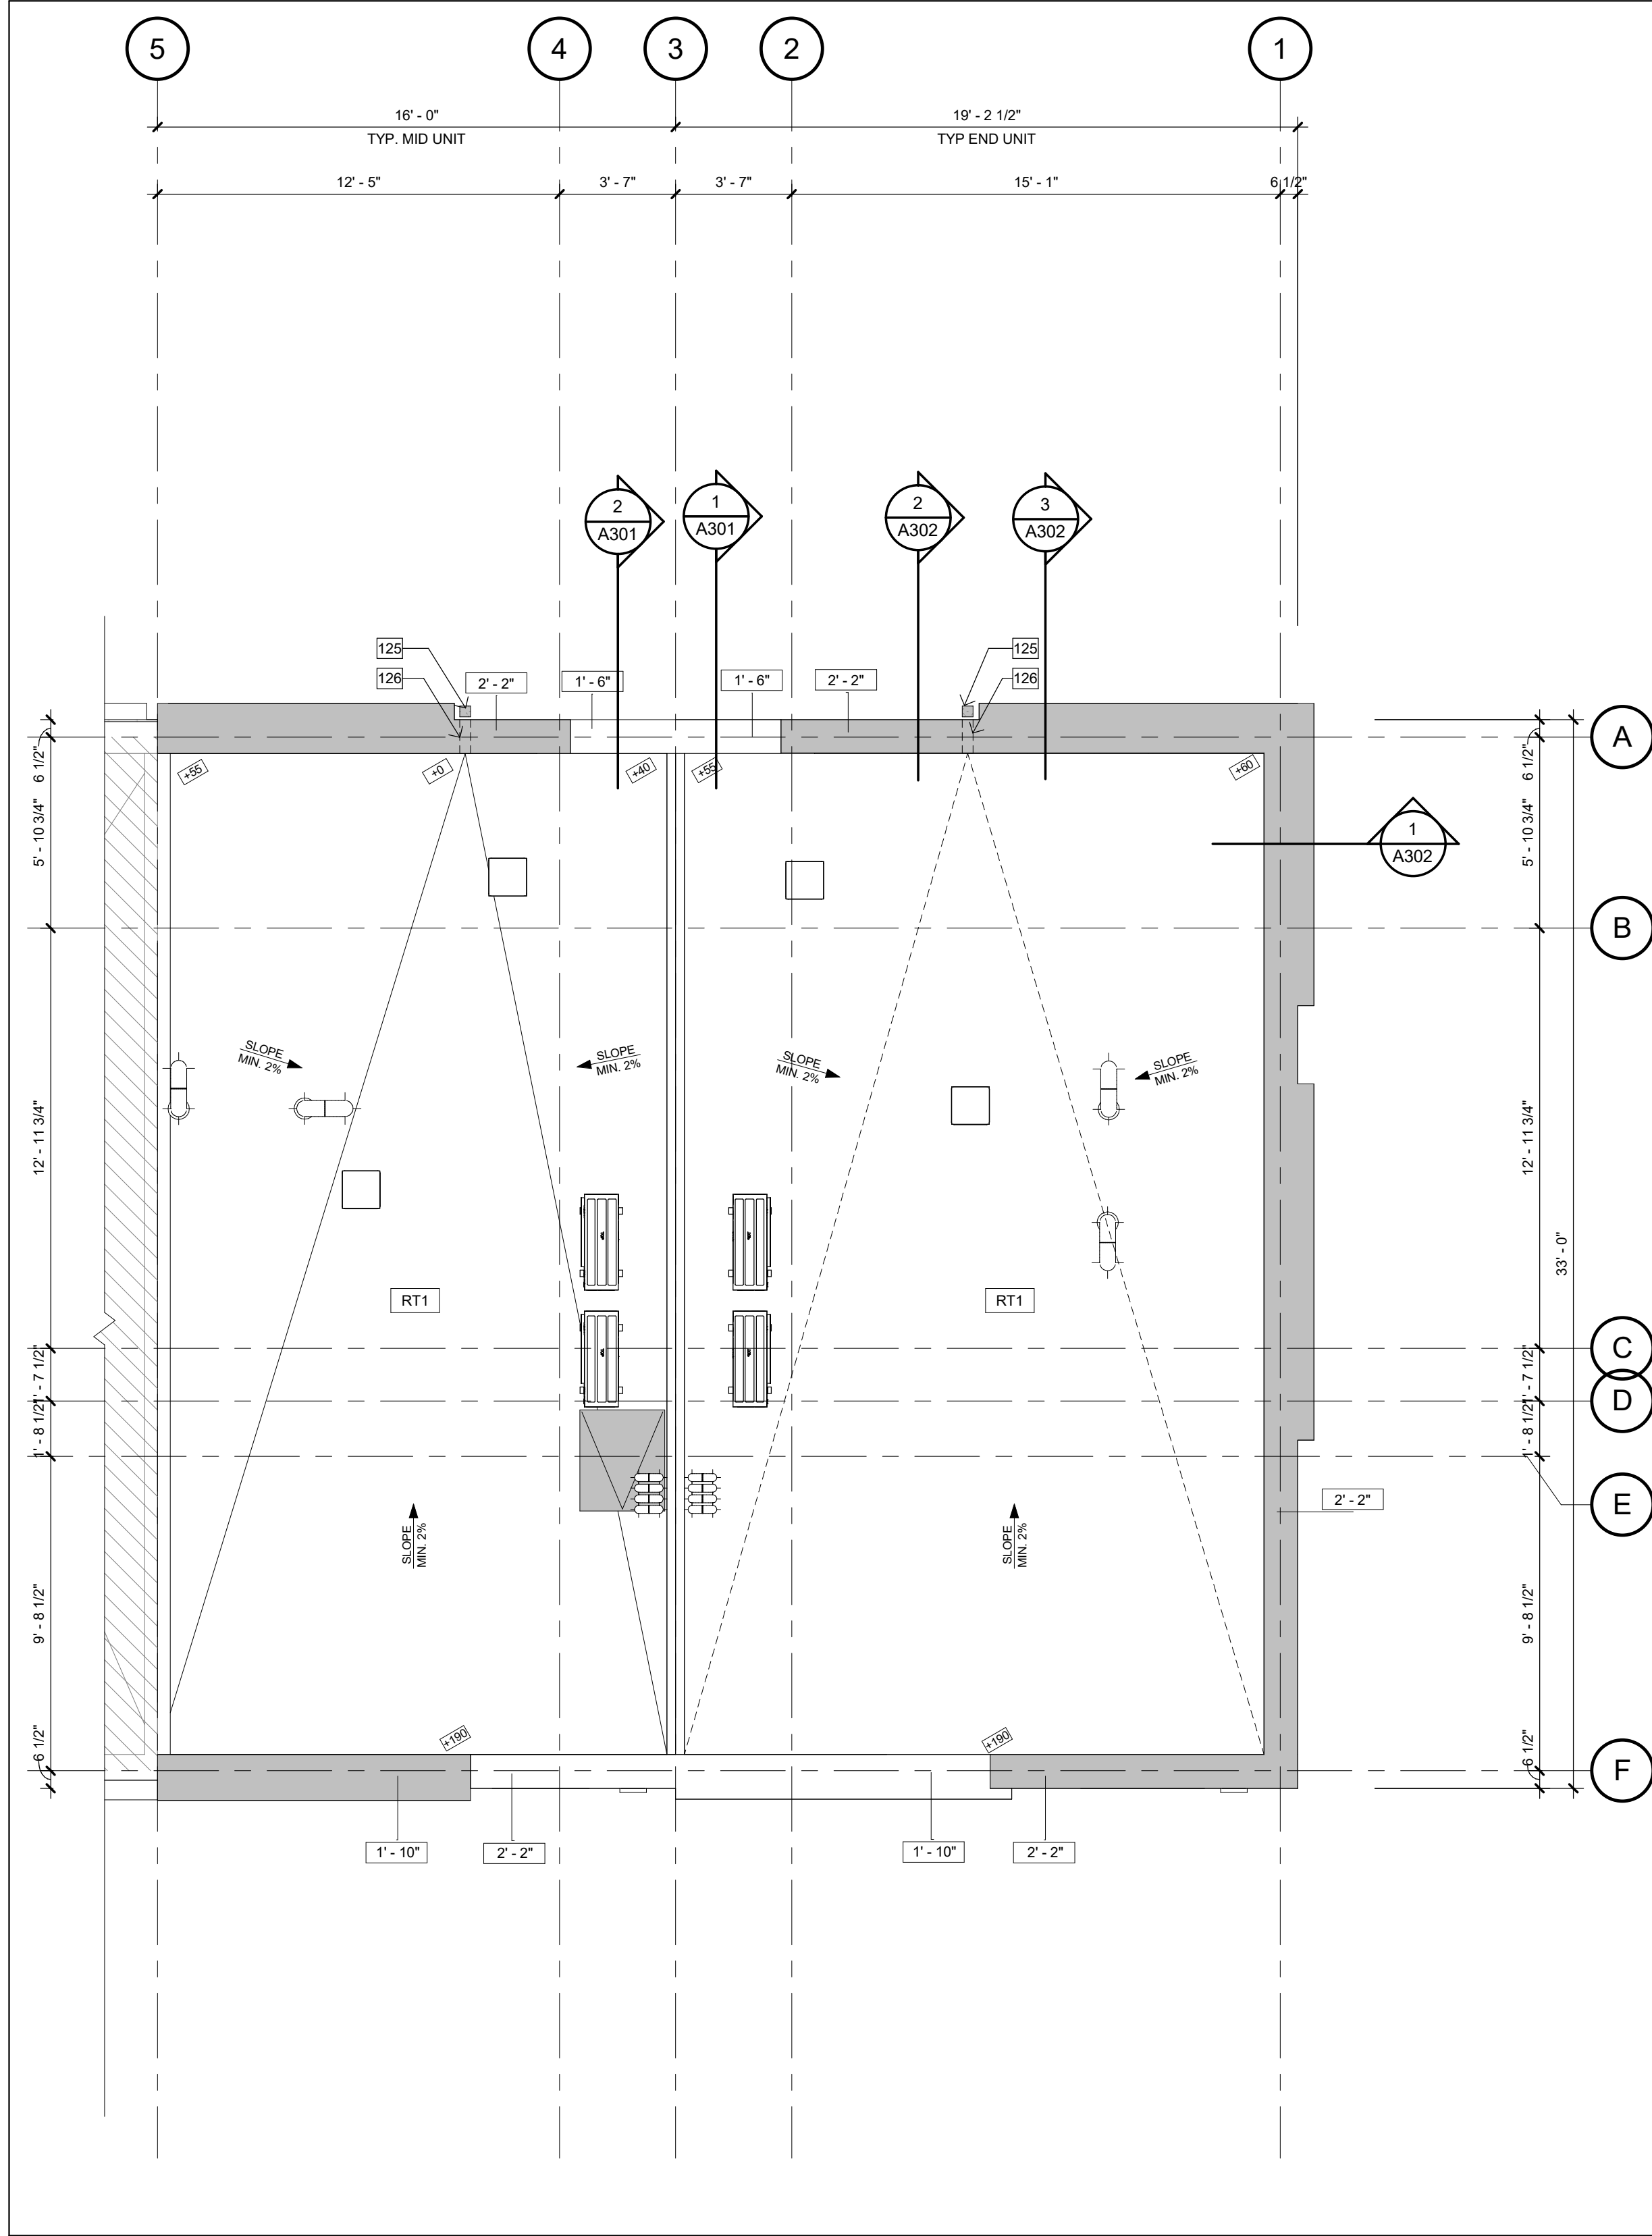 5 4 3 2 1
16' - 0" 19' - 2 1/2"
TYP. MID UNIT TYP END UNIT
12' - 5" 3' - 7" 3' - 7" 15' - 1" 6 1/2"
2 1 2 3
A301 A301 A302 A302
125 125
126 2' - 2" 1' - 6" 1' - 6" 2' - 2" 126
6 1/2" 6 1/2" A
+55 +0 +40 +55 +60
5' - 10 3/4" 5' - 10 3/4"
1
A302
B
SLOPE SLOPE SLOPE SLOPE
MIN. 2% MIN. 2% MIN. 2% MIN. 2%
12' - 11 3/4" 12' - 11 3/4"
33' - 0"
RT1 RT1
C
1' - 7 1/2" 1' - 7 1/2"
D
1' - 8 1/2" 1' - 8 1/2"
E
2' - 2"
SLOPE SLOPE
MIN. 2% MIN. 2%
9' - 8 1/2" 9' - 8 1/2"
+190 +190
6 1/2" 6 1/2" F
1' - 10" 2' - 2" 1' - 10" 2' - 2"